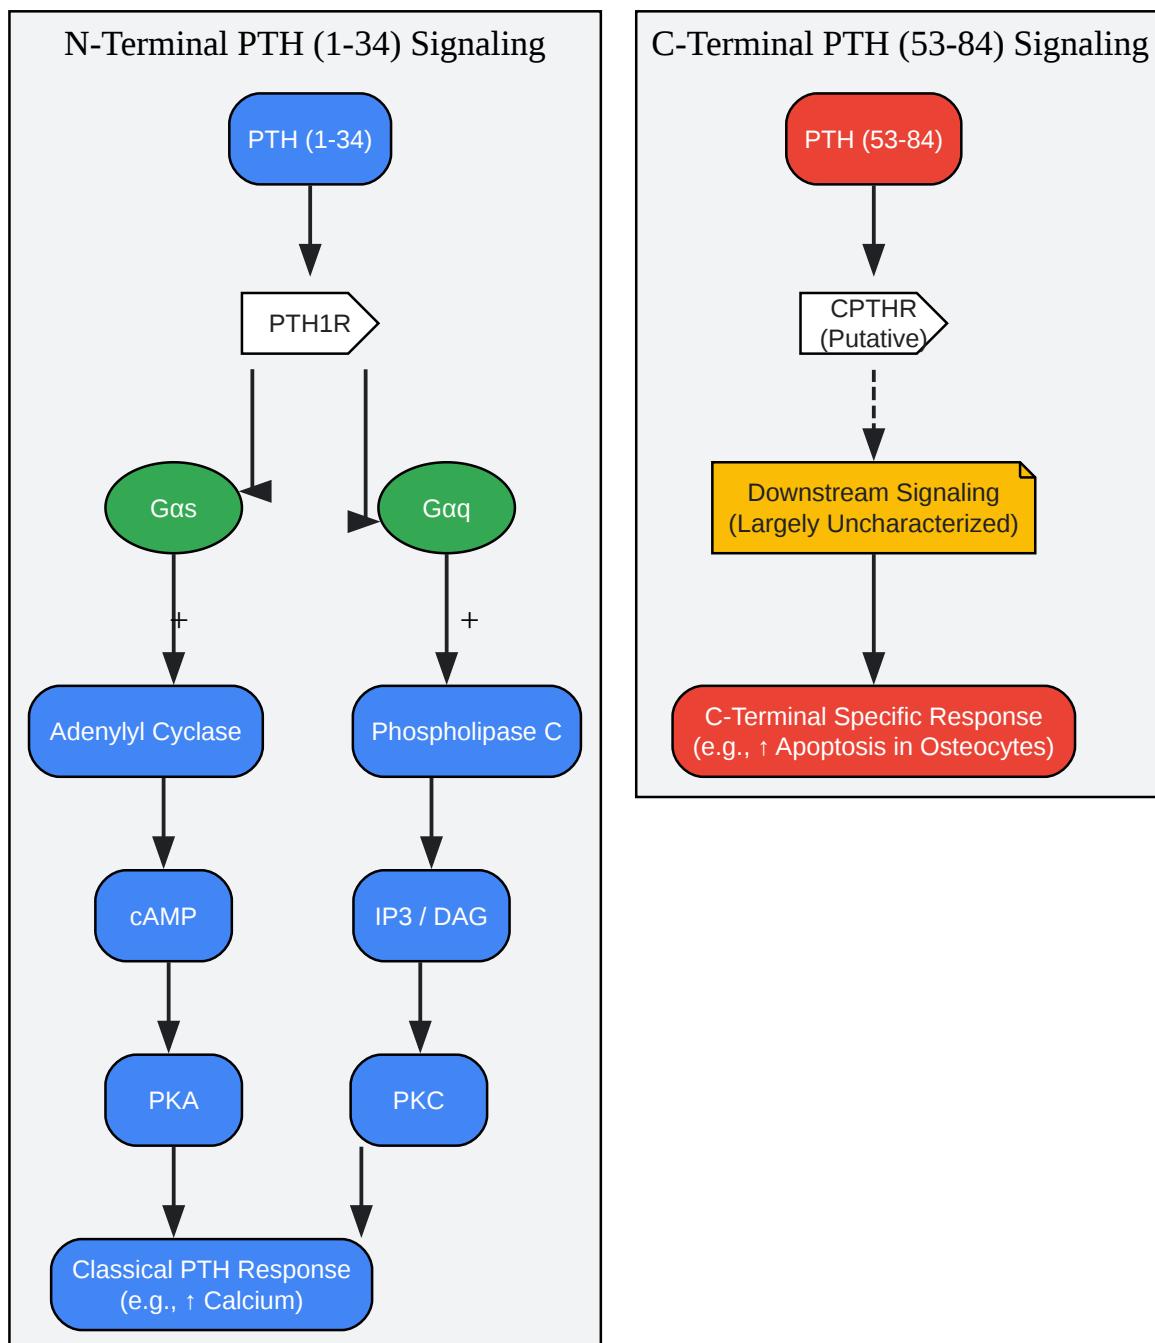 N-Terminal PTH (1-34) Signaling
PTH (1-34)
PTH1R
Gαs
Gαq
+
+
Adenylyl Cyclase
Phospholipase C
cAMP
IP3 / DAG
PKA
PKC
Classical PTH Response
(e.g., ↑ Calcium)
C-Terminal PTH (53-84) Signaling
PTH (53-84)
CPTHR
(Putative)
Downstream Signaling
(Largely Uncharacterized)
C-Terminal Specific Response
(e.g., ↑ Apoptosis in Osteocytes)